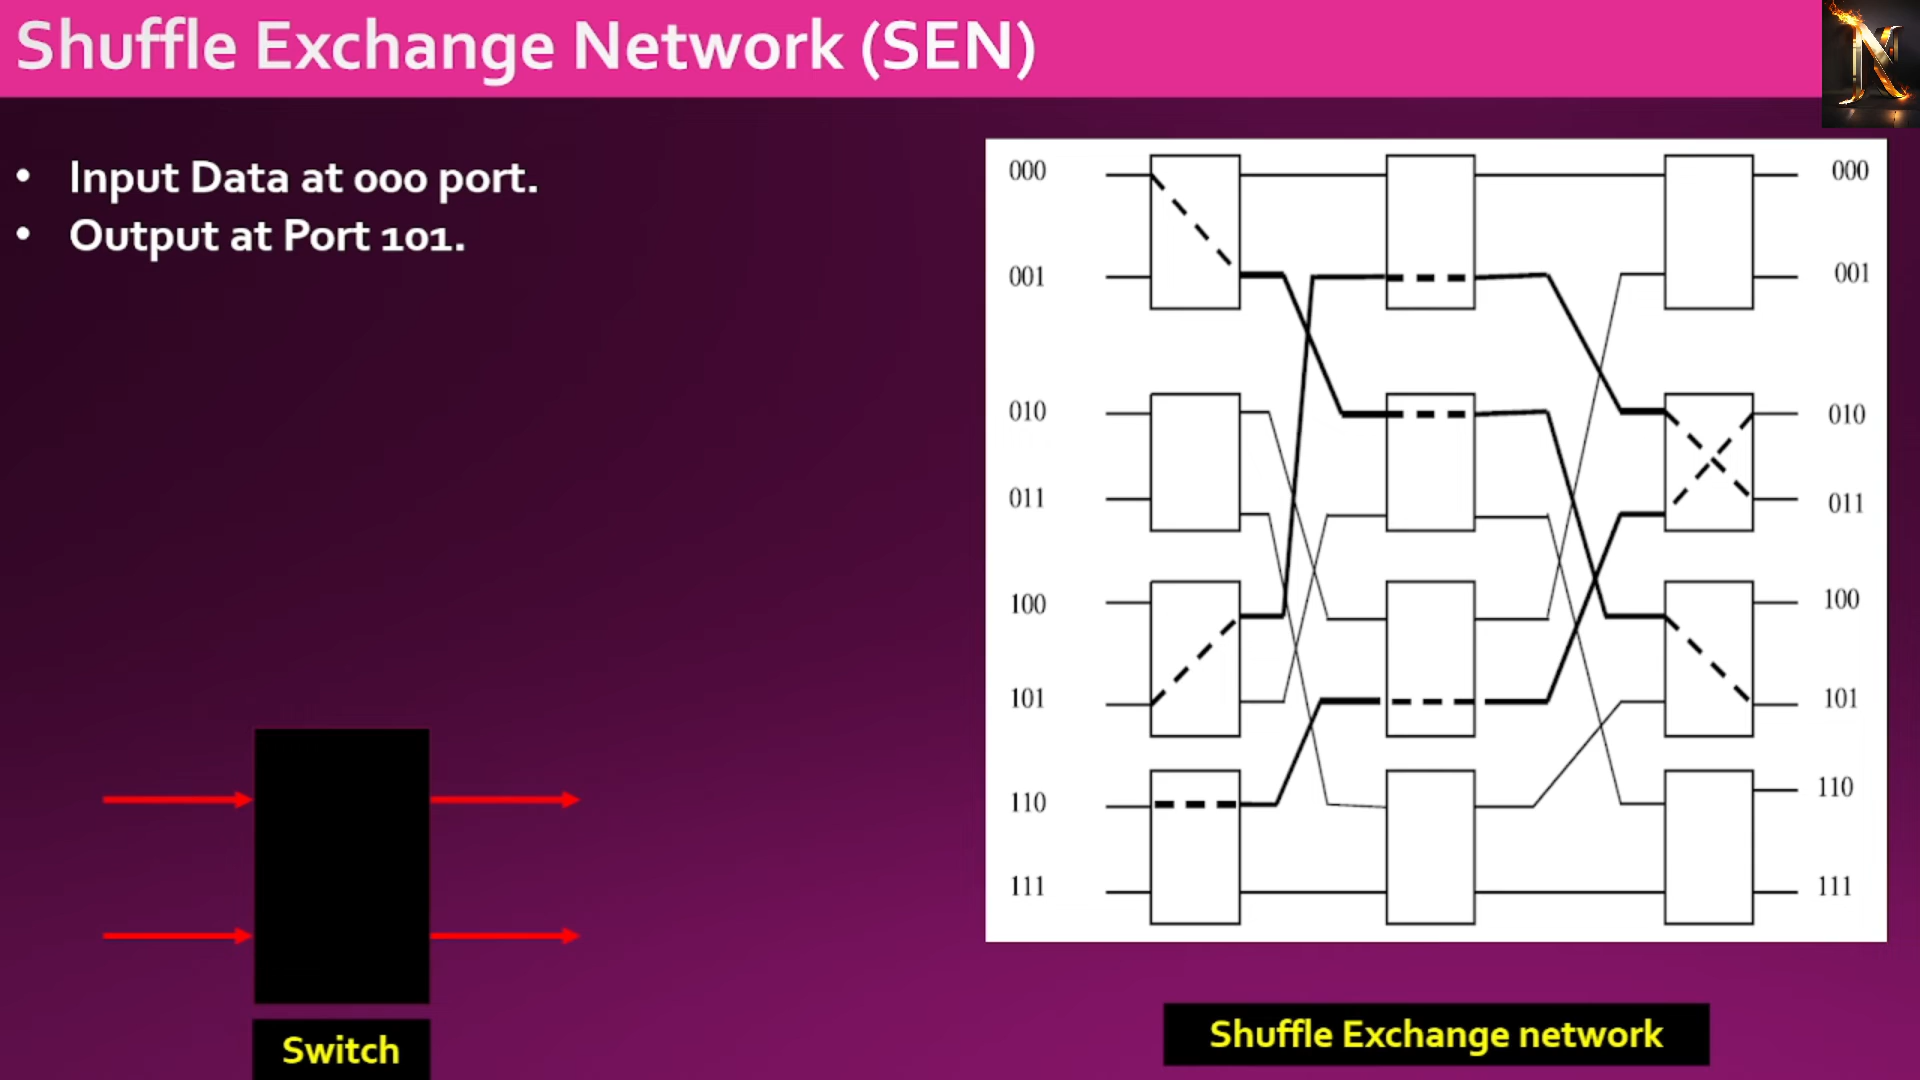 Shuffle Exchange Network (SEN)
N
• Input Data at 000 port.
• Output at Port 101.
000 000
001 001
010 010
011 011
100 100
101 101
110 110
111 111
Switch
Shuffle Exchange network